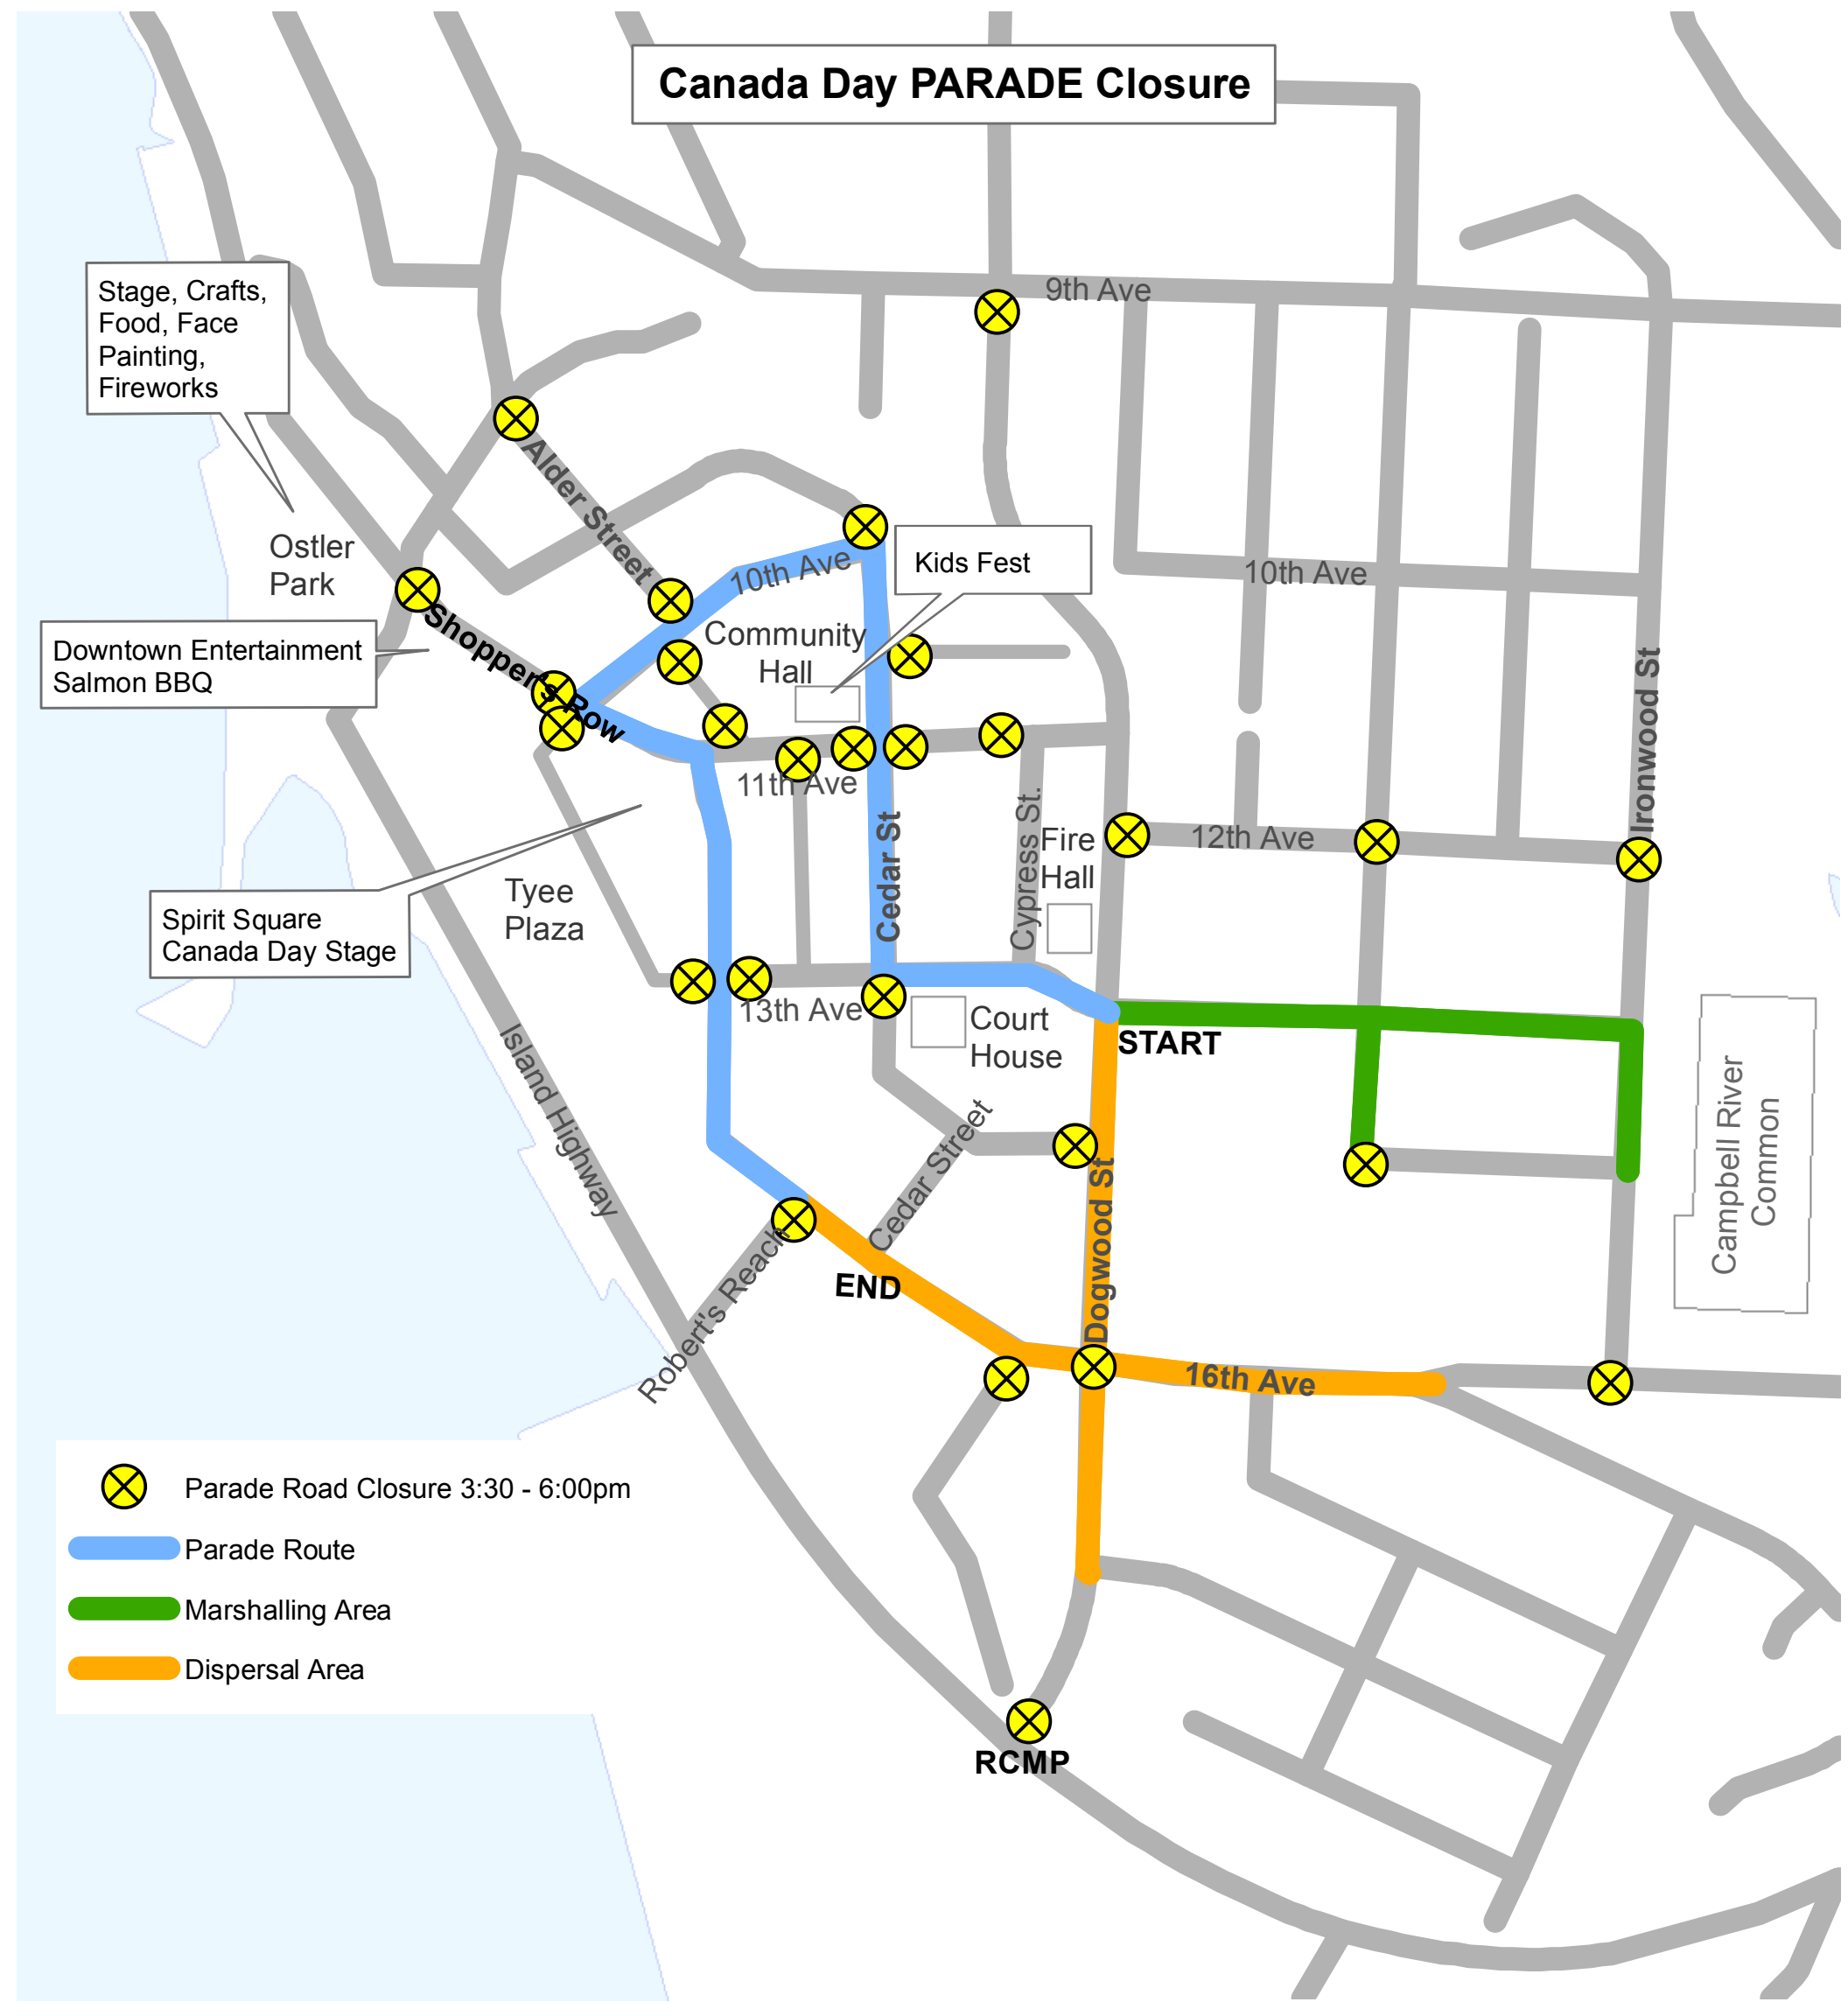 Canada Day PARADE Closure
Stage, Crafts,
Food, Face
Painting,
Fireworks
9th Ave
Alder Street
Ostler
Park
10th Ave
Kids Fest
10th Ave
Shopper's Row
Downtown Entertainment
Salmon BBQ
Community
Hall
Ironwood St
11th Ave
Cedar St
Cypress St.
Fire
Hall
12th Ave
Tyee
Plaza
Spirit Square
Canada Day Stage
13th Ave
Court
House
START
Island Highway
Campbell River
Common
Cedar Street
Dogwood St
Robert's Reach
END
16th Ave
Parade Road Closure 3:30 - 6:00pm
Parade Route
Marshalling Area
Dispersal Area
RCMP